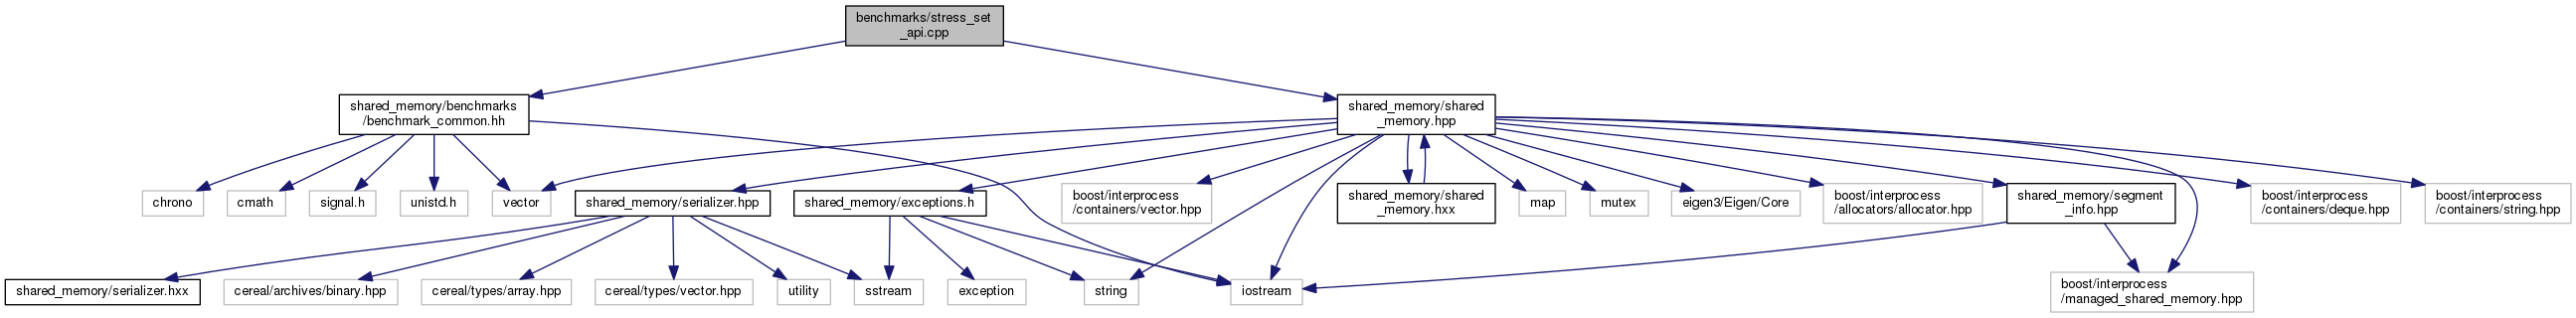 benchmarks/stress_set
_api.cpp
shared_memory/benchmarks
/benchmark_common.hh
shared_memory/shared
_memory.hpp
chrono
cmath
signal.h
unistd.h
vector
shared_memory/serializer.hpp
shared_memory/exceptions.h
boost/interprocess
/containers/vector.hpp
shared_memory/shared
_memory.hxx
map
mutex
eigen3/Eigen/Core
boost/interprocess
/allocators/allocator.hpp
shared_memory/segment
_info.hpp
boost/interprocess
/containers/deque.hpp
boost/interprocess
/containers/string.hpp
shared_memory/serializer.hxx
cereal/archives/binary.hpp
cereal/types/array.hpp
cereal/types/vector.hpp
utility
sstream
exception
string
iostream
boost/interprocess
/managed_shared_memory.hpp